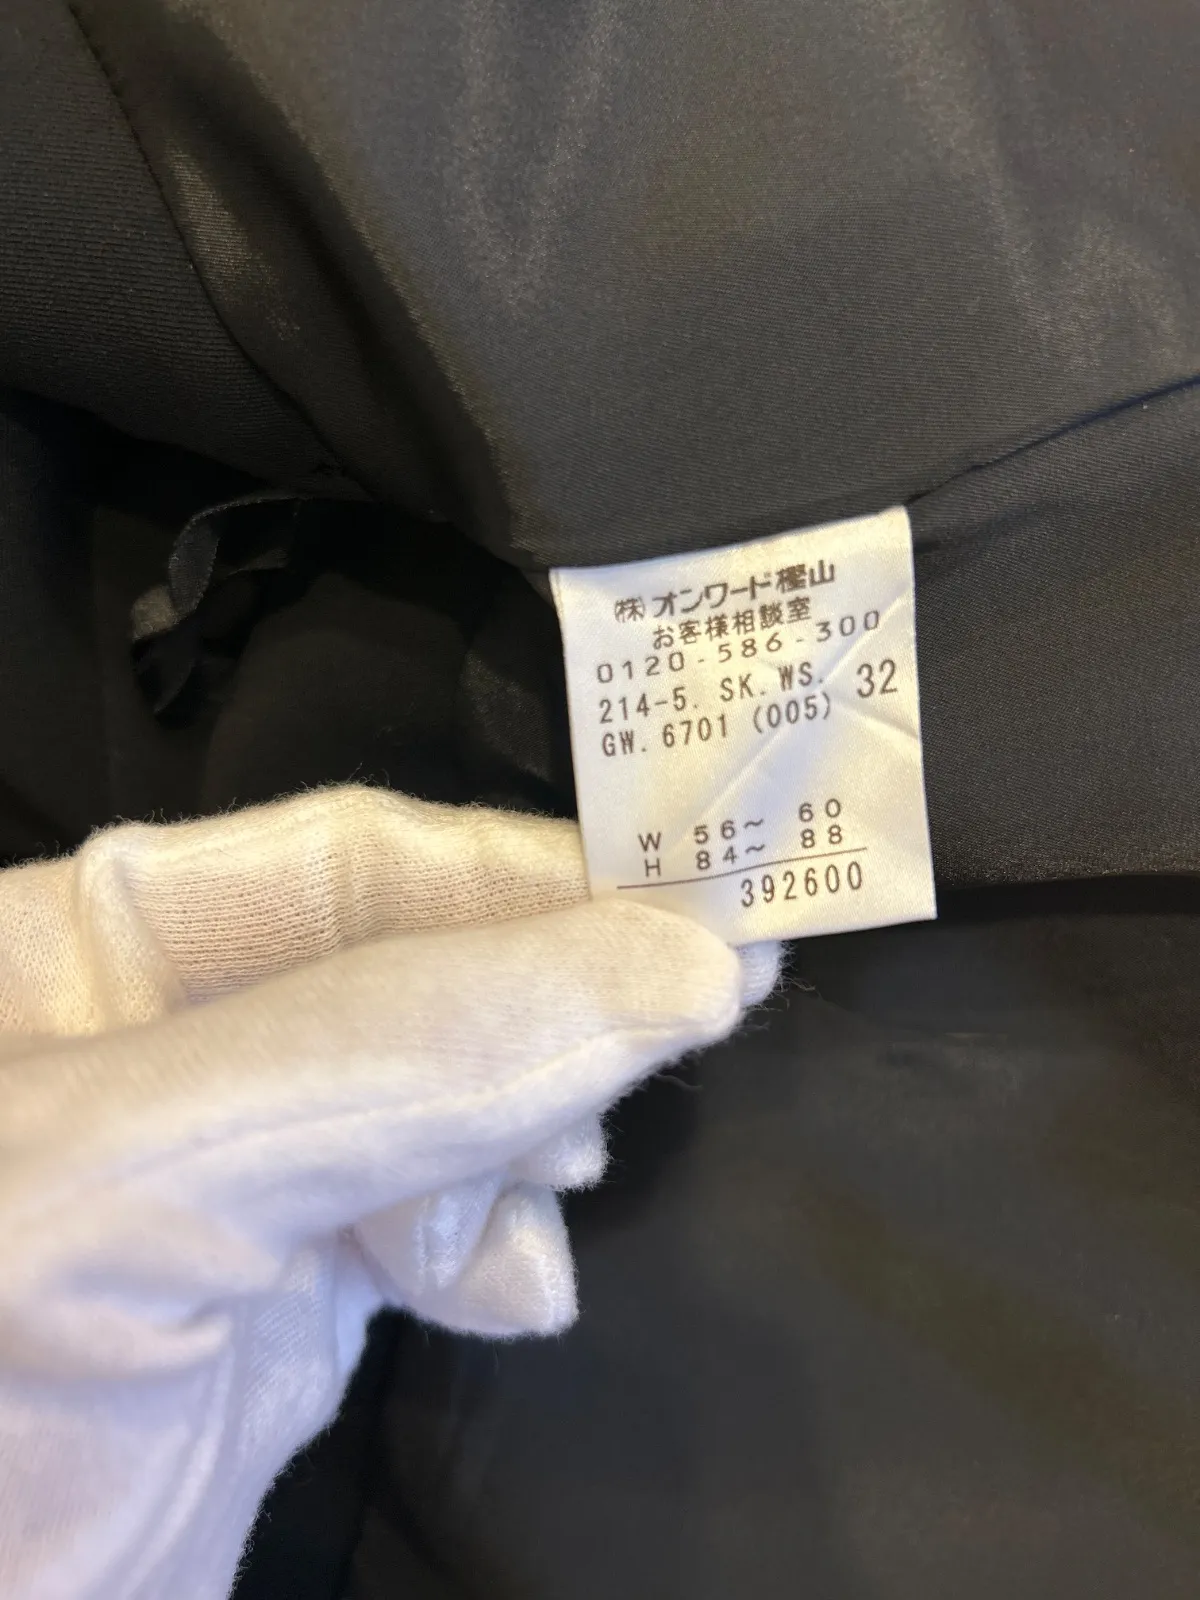 ㈱オンワード樫山
お客様相談室
0120-586-300
214-5. SK. WS. 32
GW. 6701 (005)
W 56～ 60
H 84～ 88
392600